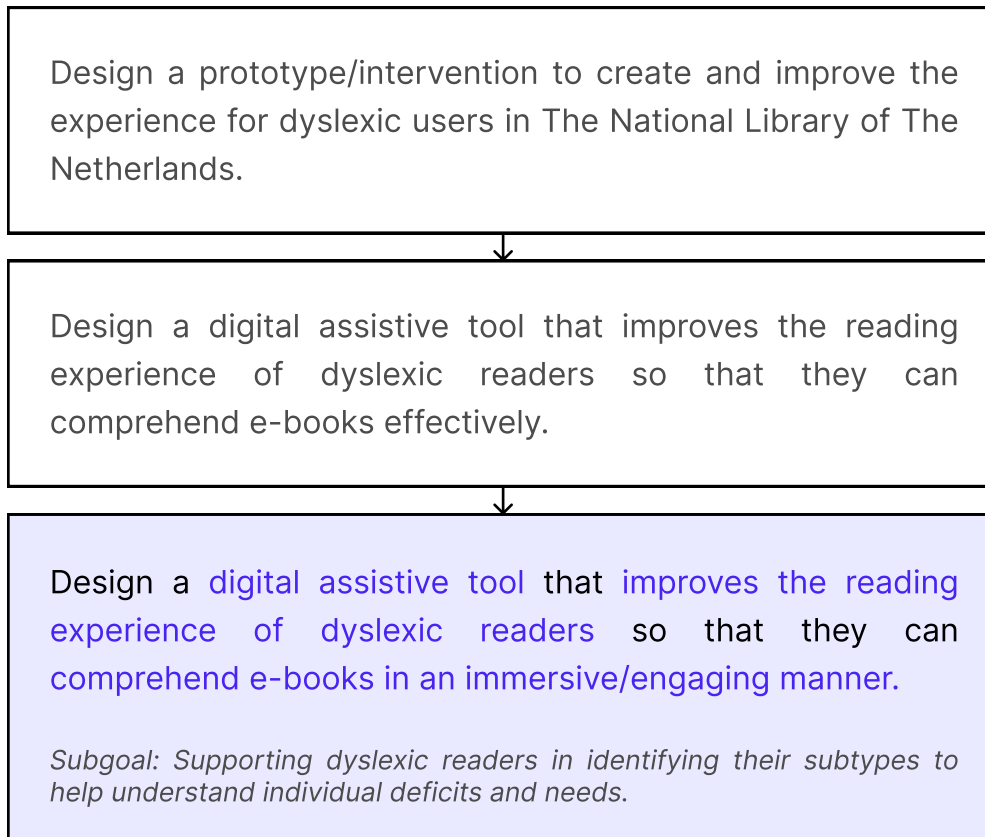 Design a prototype/intervention to create and improve the
experience for dyslexic users in The National Library of The
Netherlands.
Design a digital assistive tool that improves the reading
experience of dyslexic readers so that they can
comprehend e-books effectively.
Design a digital assistive tool that improves the reading
experience of dyslexic readers so that they can
comprehend e-books in an immersive/engaging manner.
Subgoal: Supporting dyslexic readers in identifying their subtypes to
help understand individual deficits and needs.